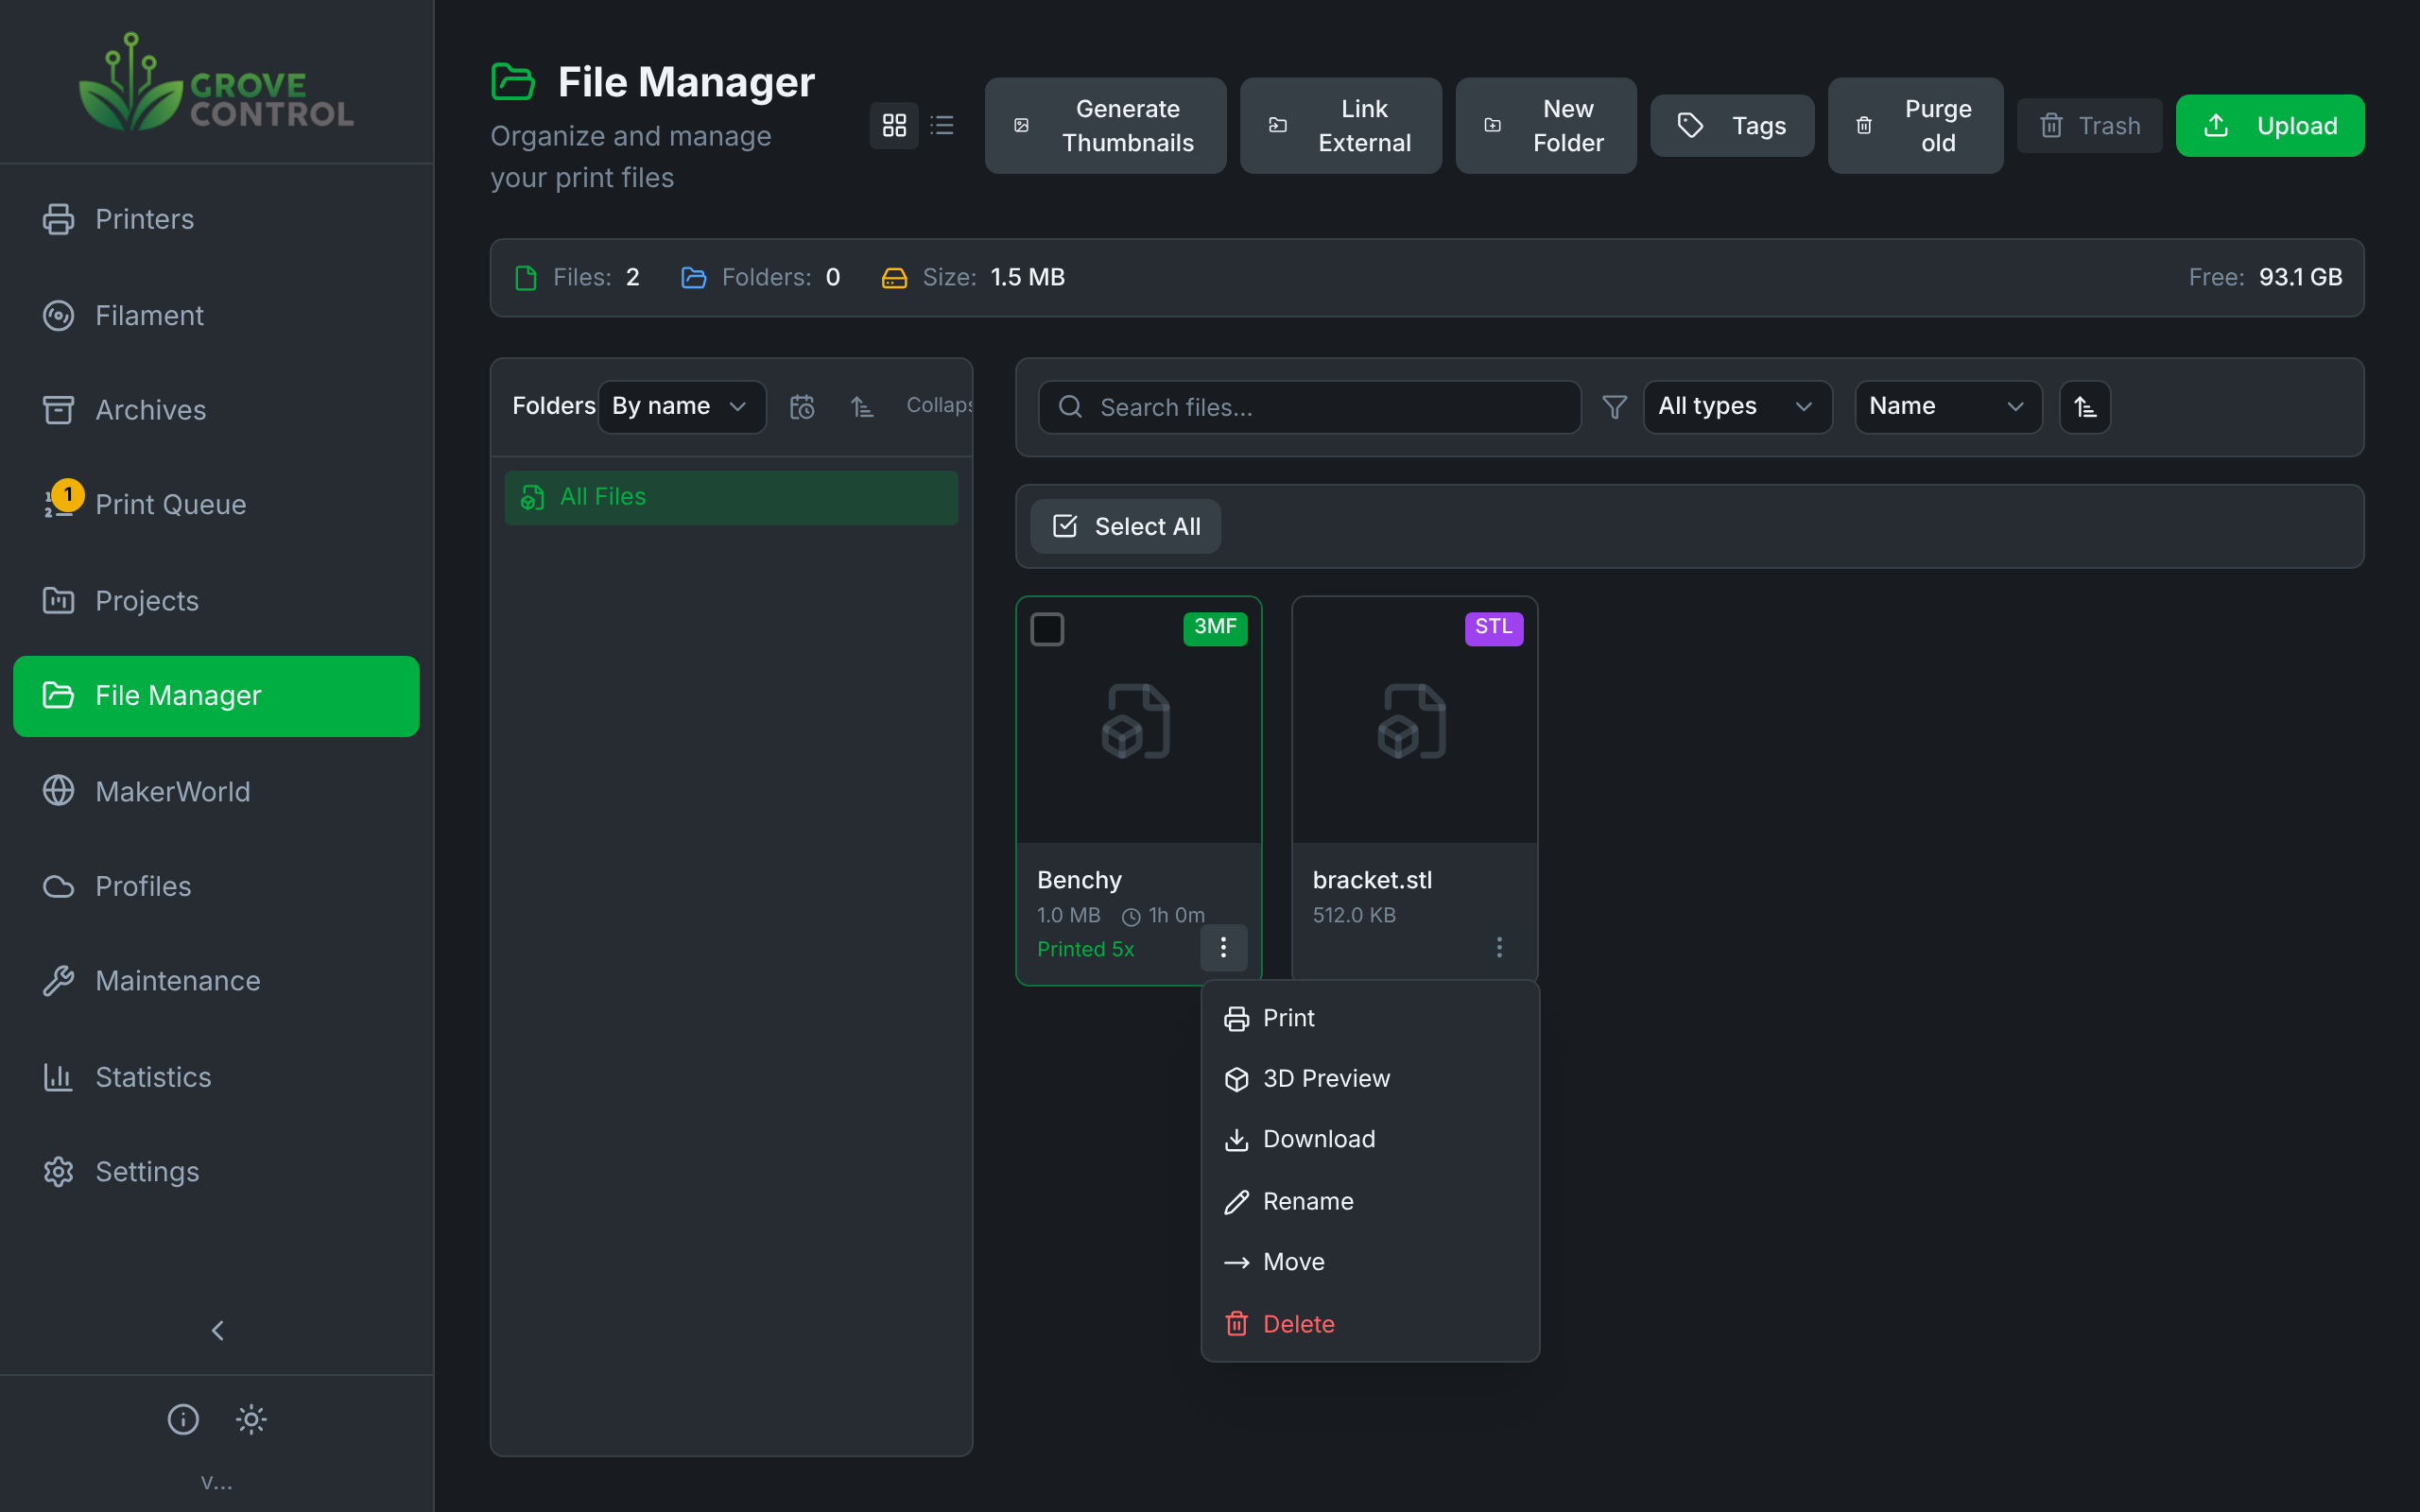 GROVE
CONTROL
Printers
Filament
Archives
1
Print Queue
Projects
File Manager
MakerWorld
Profiles
Maintenance
Statistics
Settings
v...
File Manager
Organize and manage
your print files
Generate
Thumbnails
Link
External
New
Folder
Tags
Purge
old
Trash
Upload
Files: 2
Folders: 0
Size: 1.5 MB
Free: 93.1 GB
Folders
By name
Collaps
All Files
Search files...
All types
Name
Select All
3MF
Benchy
1.0 MB
1h 0m
Printed 5x
STL
bracket.stl
512.0 KB
Print
3D Preview
Download
Rename
Move
Delete